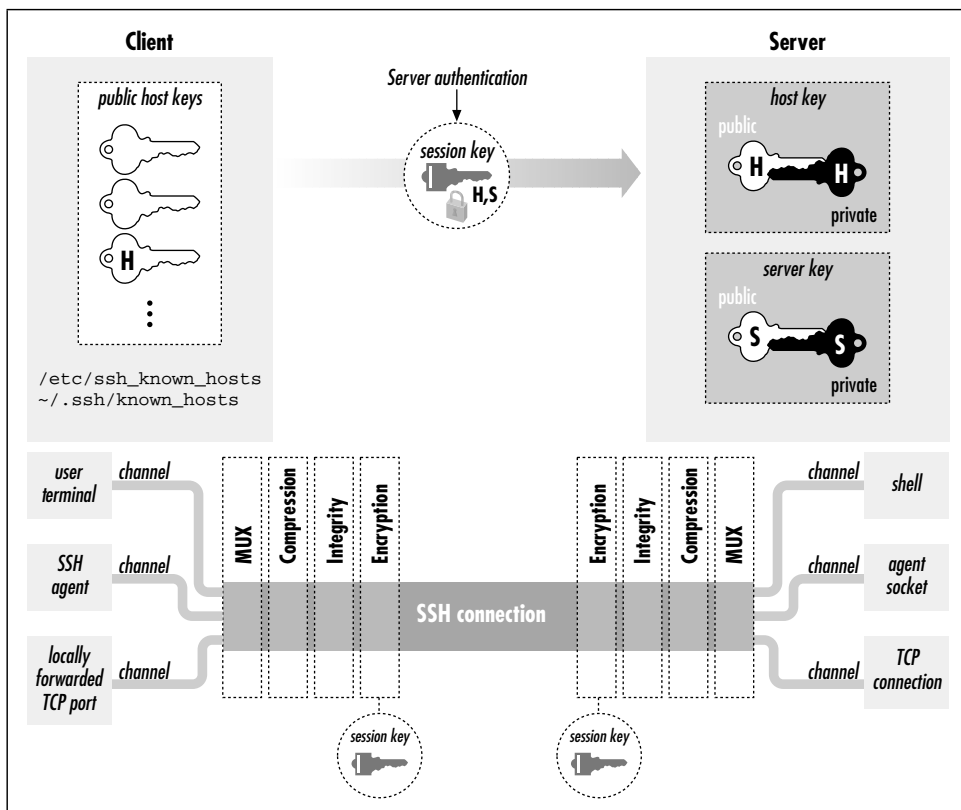 Client
public host keys
H
/etc/ssh_known_hosts
~/.ssh/known_hosts
Server authentication
session key
H,S
Server
host key
public
H
H
private
server key
public
S
S
private
user
terminal
channel
SSH
agent
channel
locally
forwarded
TCP port
channel
MUX
Compression
Integrity
Encryption
SSH connection
Encryption
Integrity
Compression
MUX
channel
shell
channel
agent
socket
channel
TCP
connection
session key
session key